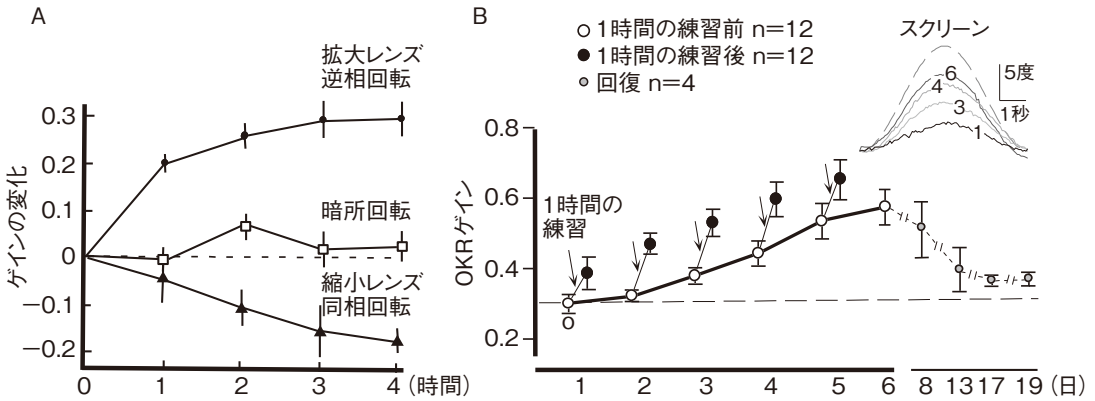 A
拡大レンズ
逆相回転
0.3
0.2
0.1
0
−0.1
−0.2
ゲインの変化
暗所回転
縮小レンズ
同相回転
0 1 2 3 4 (時間)
B
1時間の練習前 n＝12
1時間の練習後 n＝12
回復 n＝4
スクリーン
6
4
3
1
5度
1秒
0.8
0.6
0.4
0.2
OKRゲイン
1時間の
練習
0
1 2 3 4 5 6 8 13 17 19 (日)